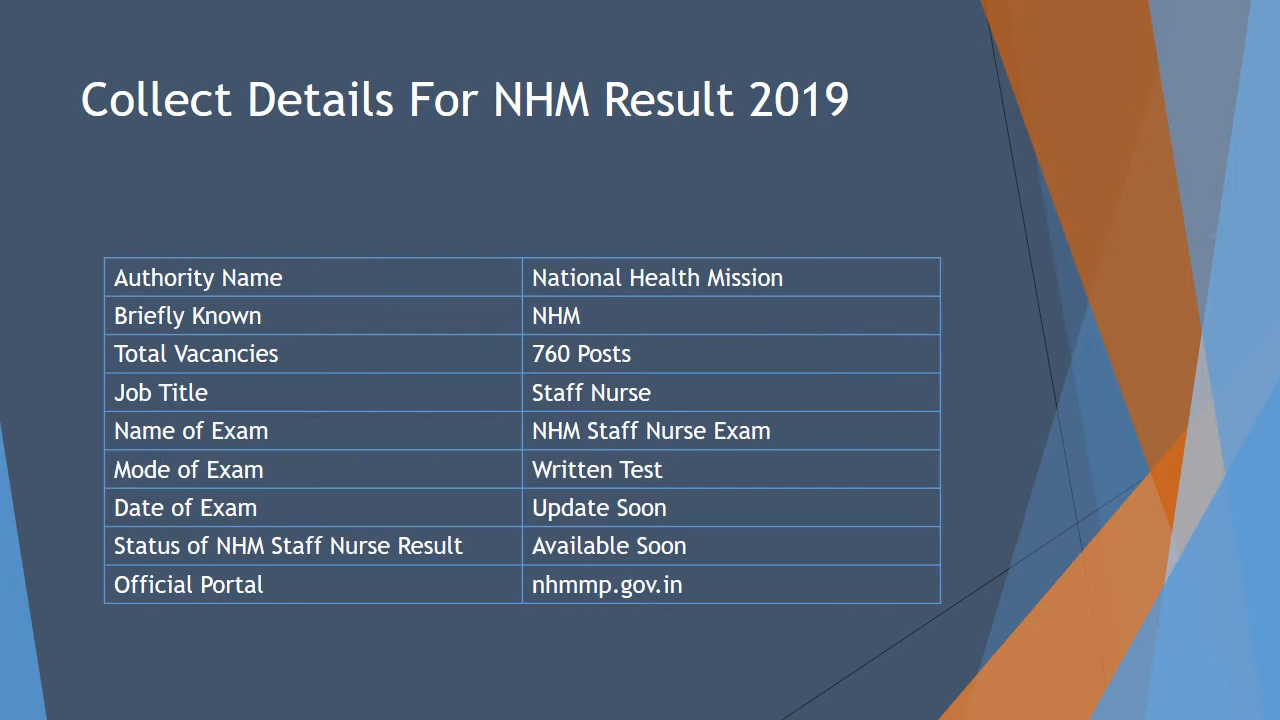 Collect Details For NHM Result 2019
Authority Name National Health Mission
Briefly Known NHM
Total Vacancies 760 Posts
Job Title Staff Nurse
Name of Exam NHM Staff Nurse Exam
Mode of Exam Written Test
Date of Exam Update Soon
Status of NHM Staff Nurse Result Available Soon
Official Portal nhmmp.gov.in